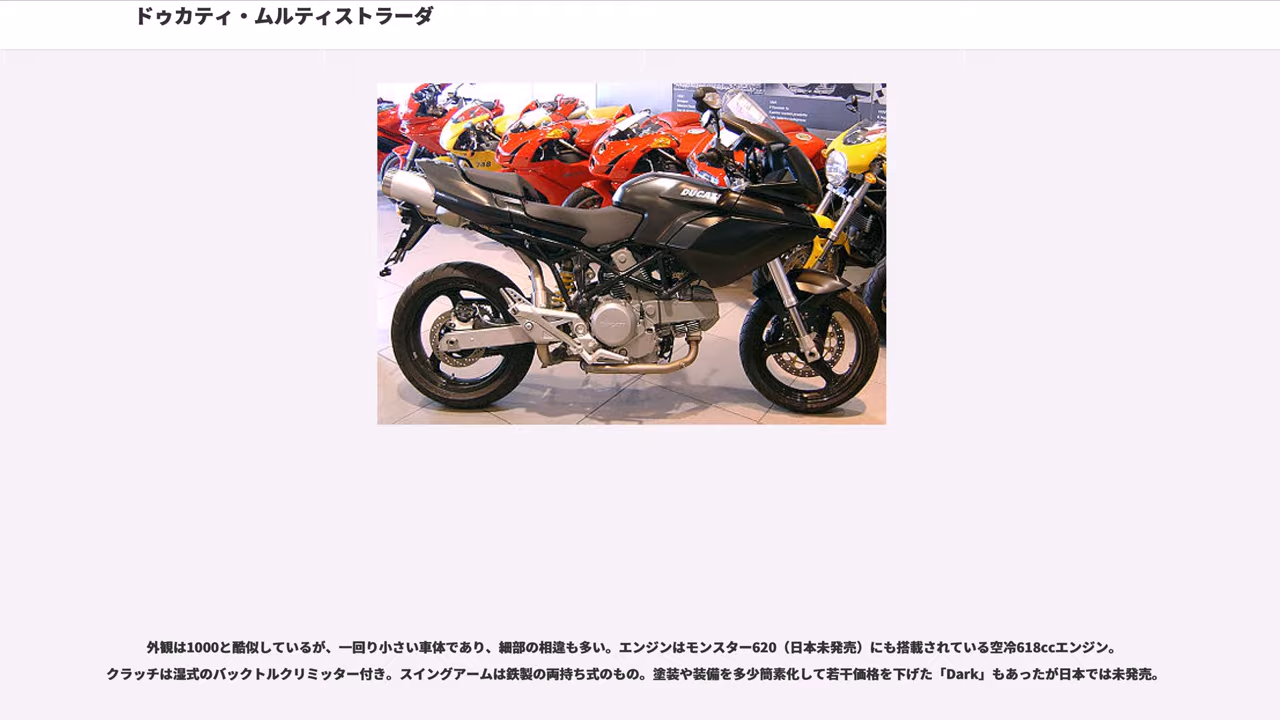 ドゥカティ・ムルティストラーダ
DUCATI
外観は1000と酷似しているが、一回り小さい車体であり、細部の相違も多い。エンジンはモンスター620（日本未発売）にも搭載されている空冷618ccエンジン。
クラッチは湿式のバックトルクリミッター付き。スイングアームは鉄製の両持ち式のもの。塗装や装備を多少簡素化して若干価格を下げた「Dark」もあったが日本では未発売。